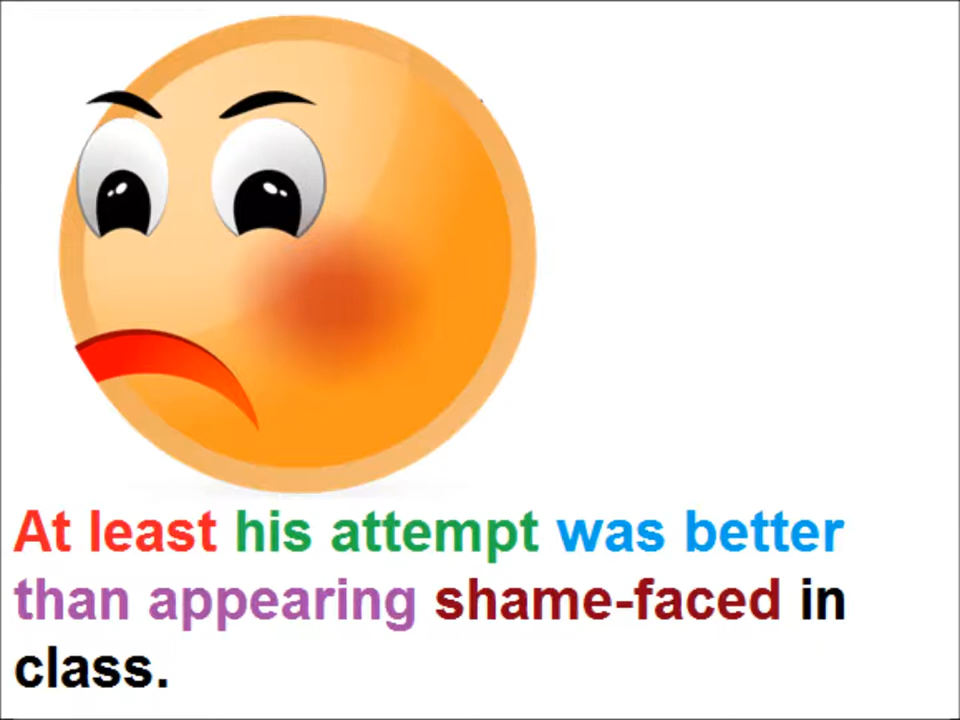 At least his attempt was better
than appearing shame-faced in
class.